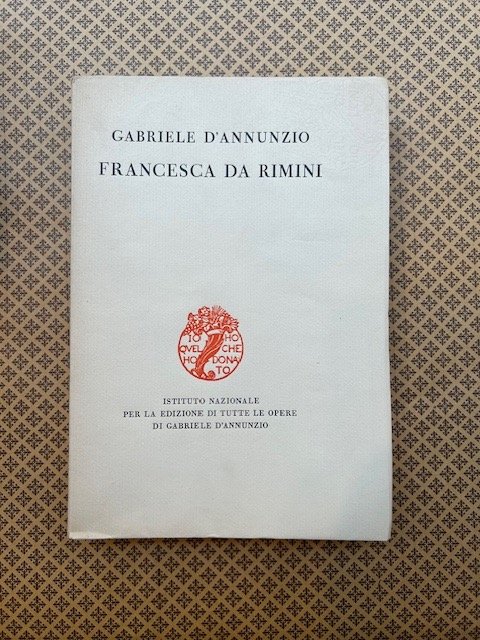 GABRIELE D'ANNUNZIO
FRANCESCA DA RIMINI
IO HO
QVEL CHE
HO DONA
TO
ISTITUTO NAZIONALE
PER LA EDIZIONE DI TUTTE LE OPERE
DI GABRIELE D'ANNUNZIO